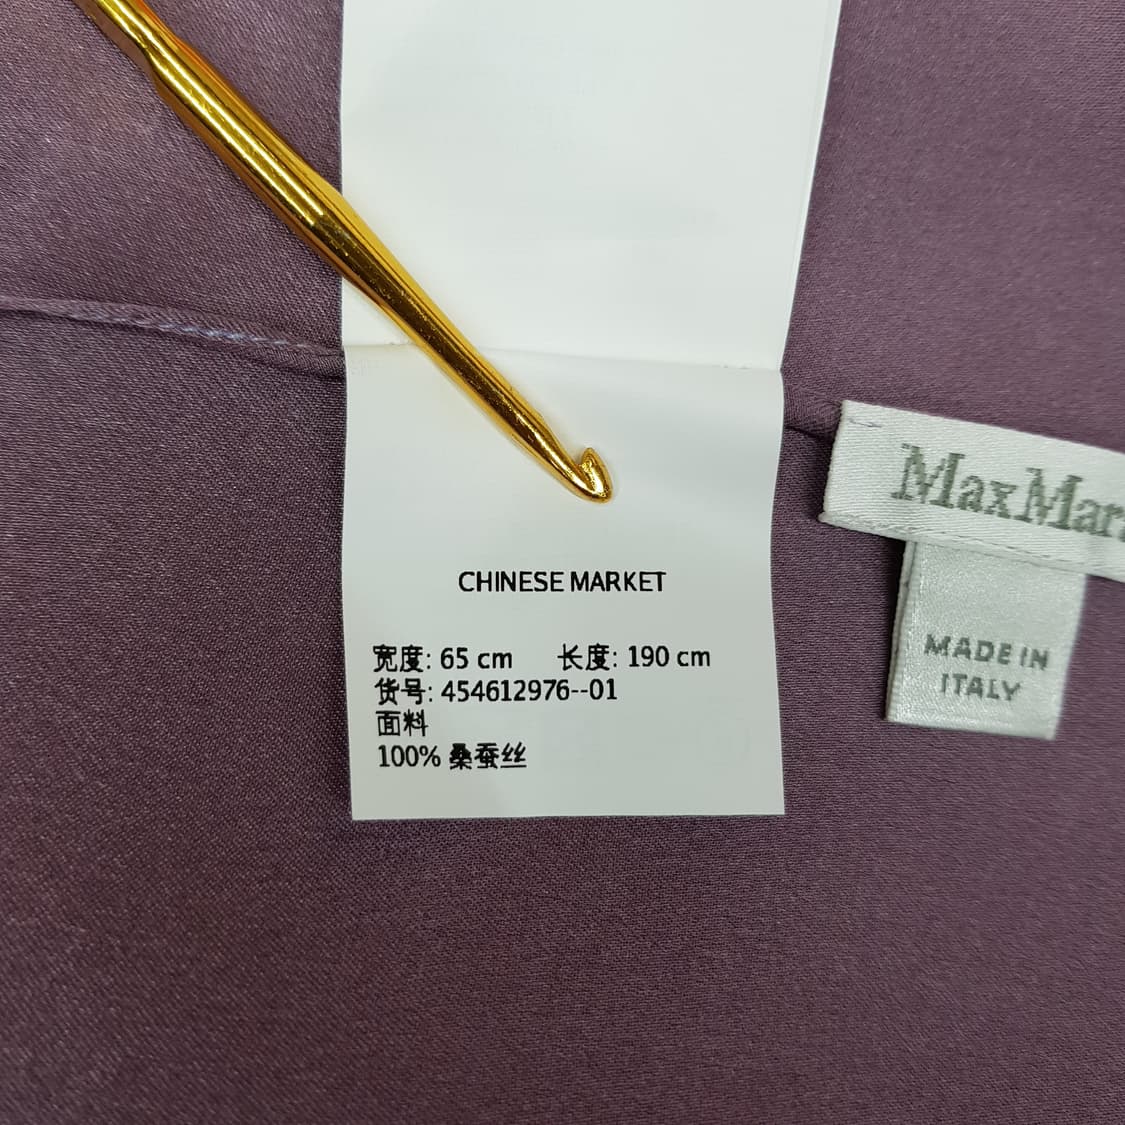 CHINESE MARKET
宽度: 65 cm 长度: 190 cm
货号: 454612976--01
面料
100% 桑蚕丝
MaxMar
MADE IN
ITALY